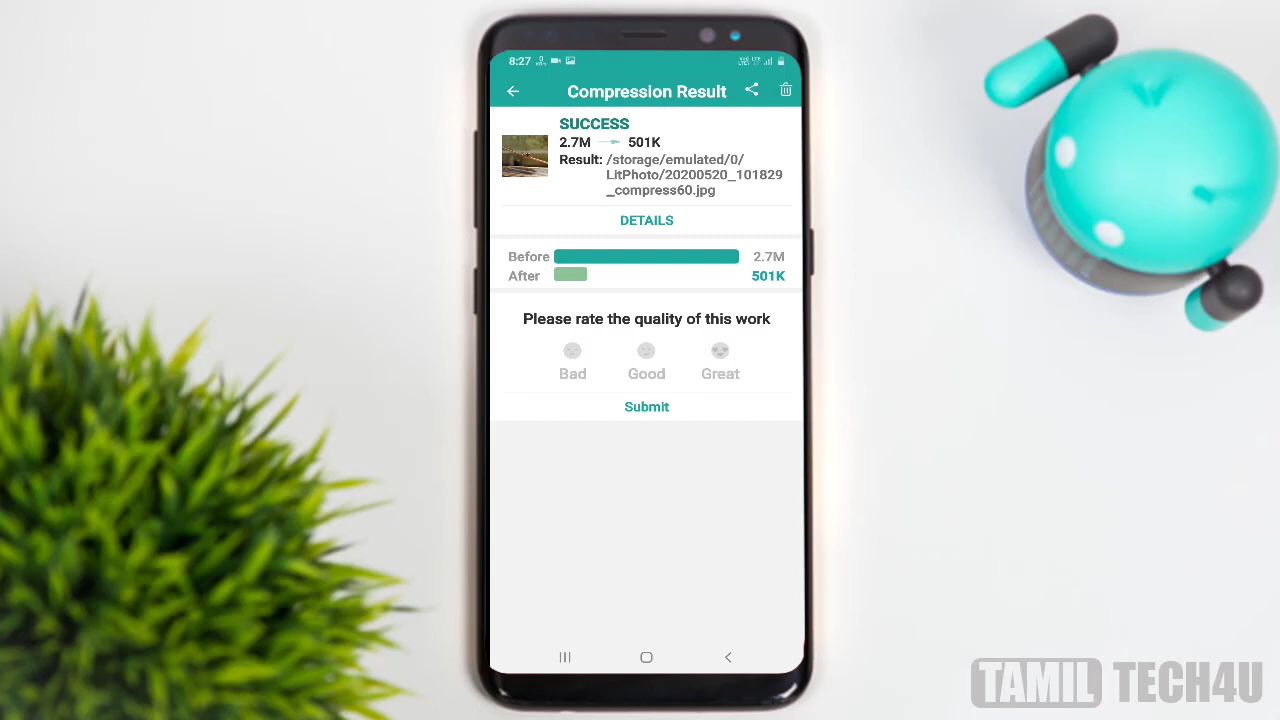 8:27
Compression Result
SUCCESS
2.7M 501K
Result: /storage/emulated/0/
LitPhoto/20200520_101829
_compress60.jpg
DETAILS
Before 2.7M
After 501K
Please rate the quality of this work
Bad Good Great
Submit
TAMIL TECH4U